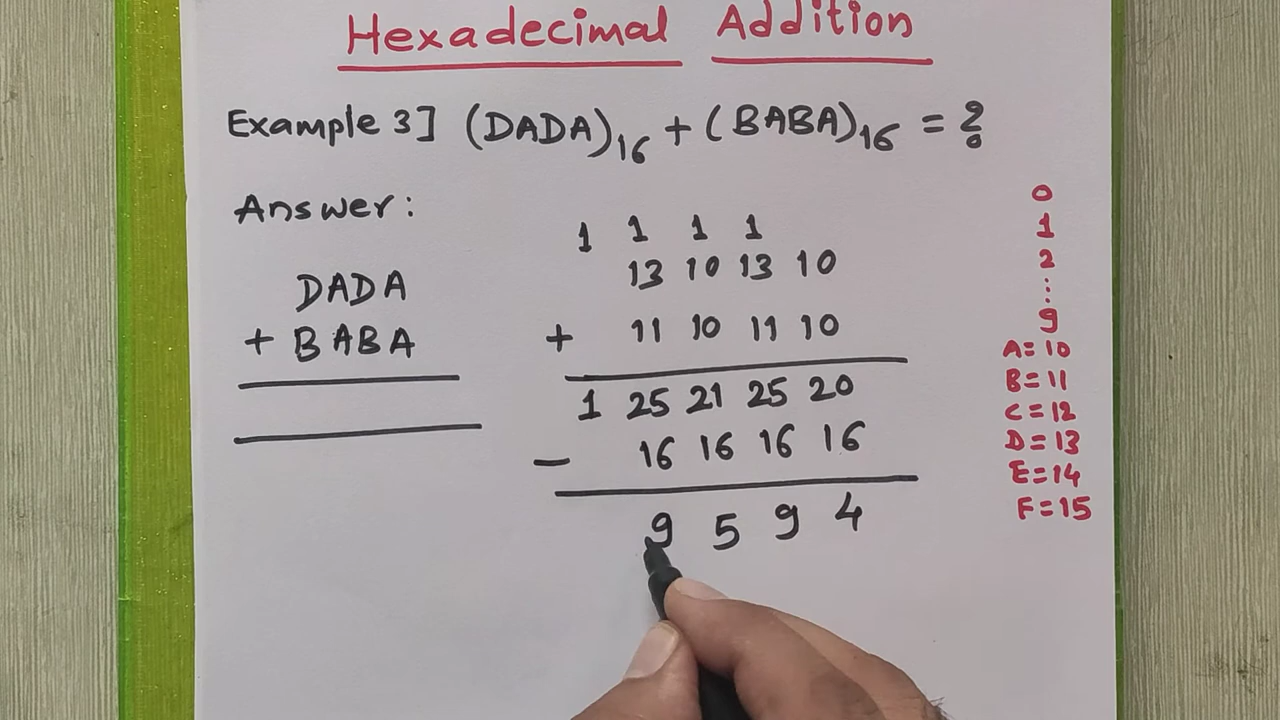 Hexadecimal Addition
Example 3] (DADA)16 + (BABA)16 = ?
Answer:
DADA
+ BABA
1 1 1 1
13 10 13 10
+ 11 10 11 10
1 25 21 25 20
- 16 16 16 16
9 5 9 4
0
1
2
:
9
A=10
B=11
C=12
D=13
E=14
F=15